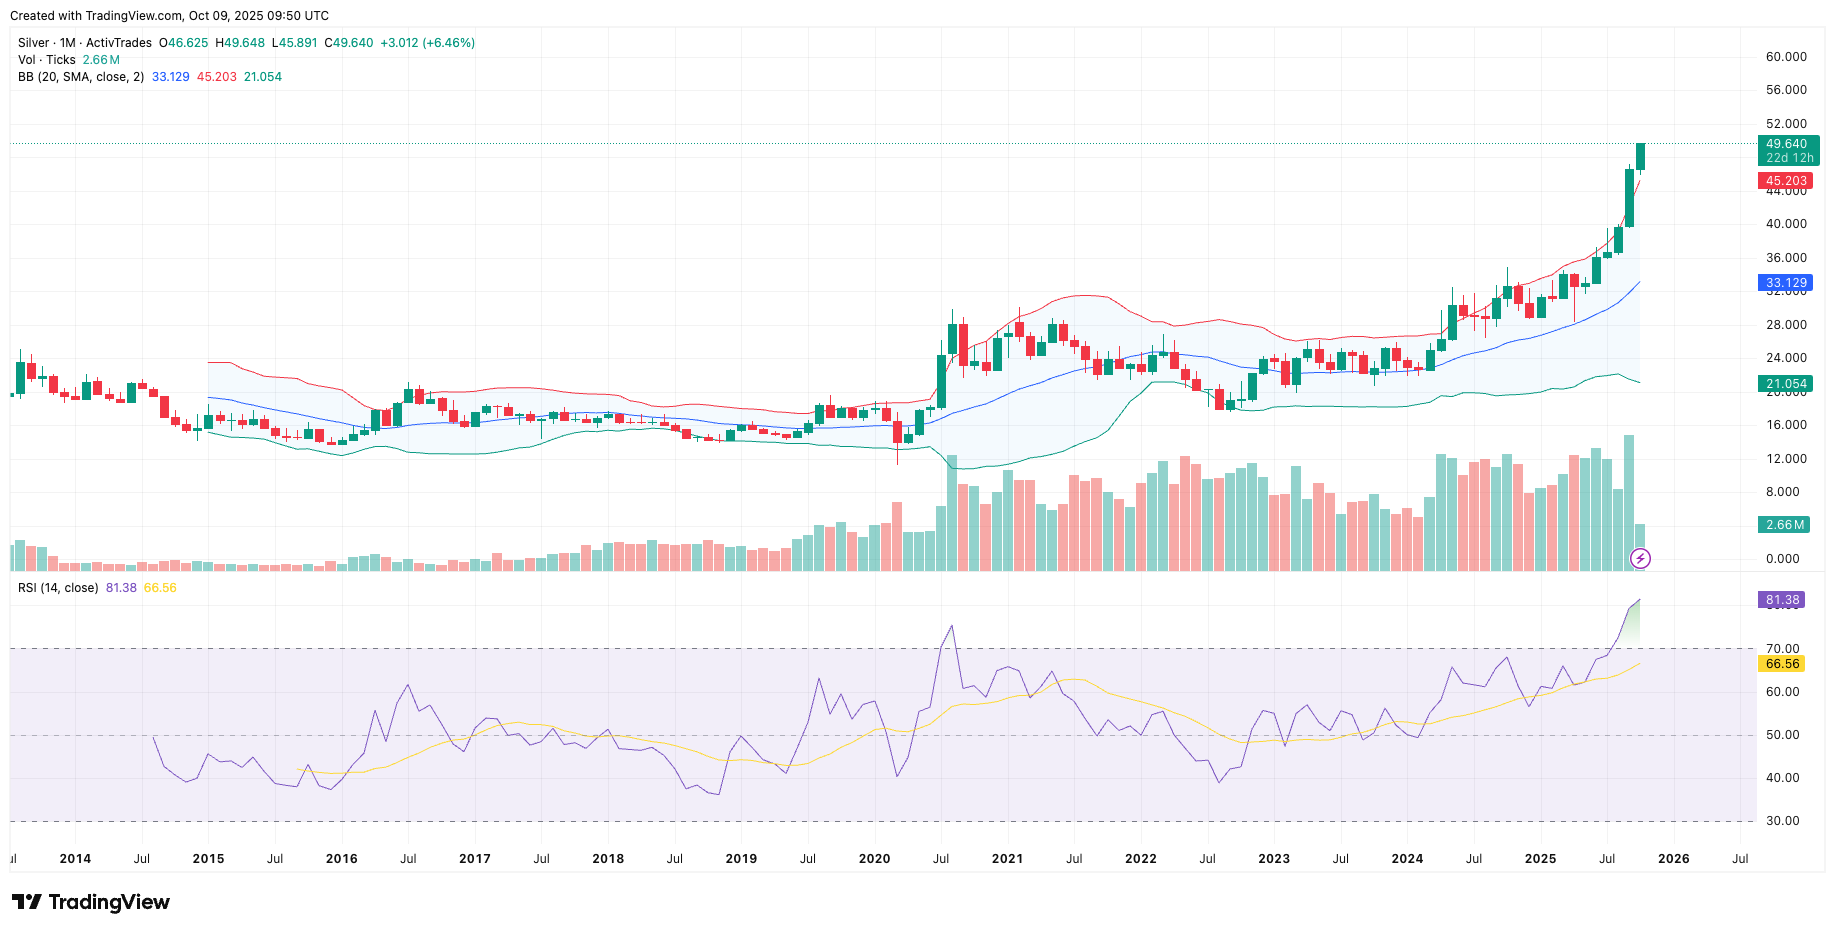 Created with TradingView.com, Oct 09, 2025 09:50 UTC
Silver · 1M · ActivTrades O46.625 H49.648 L45.891 C49.640 +3.012 (+6.46%)
Vol · Ticks 2.66 M
BB (20, SMA, close, 2) 33.129 45.203 21.054
60.000
56.000
52.000
49.640
22d 12h
45.203
44.000
40.000
36.000
33.129
32.000
28.000
24.000
21.054
20.000
16.000
12.000
8.000
2.66 M
0.000
RSI (14, close) 81.38 66.56
81.38
70.00
66.56
60.00
50.00
40.00
30.00
2014 Jul 2015 Jul 2016 Jul 2017 Jul 2018 Jul 2019 Jul 2020 Jul 2021 Jul 2022 Jul 2023 Jul 2024 Jul 2025 Jul 2026 Jul
TradingView